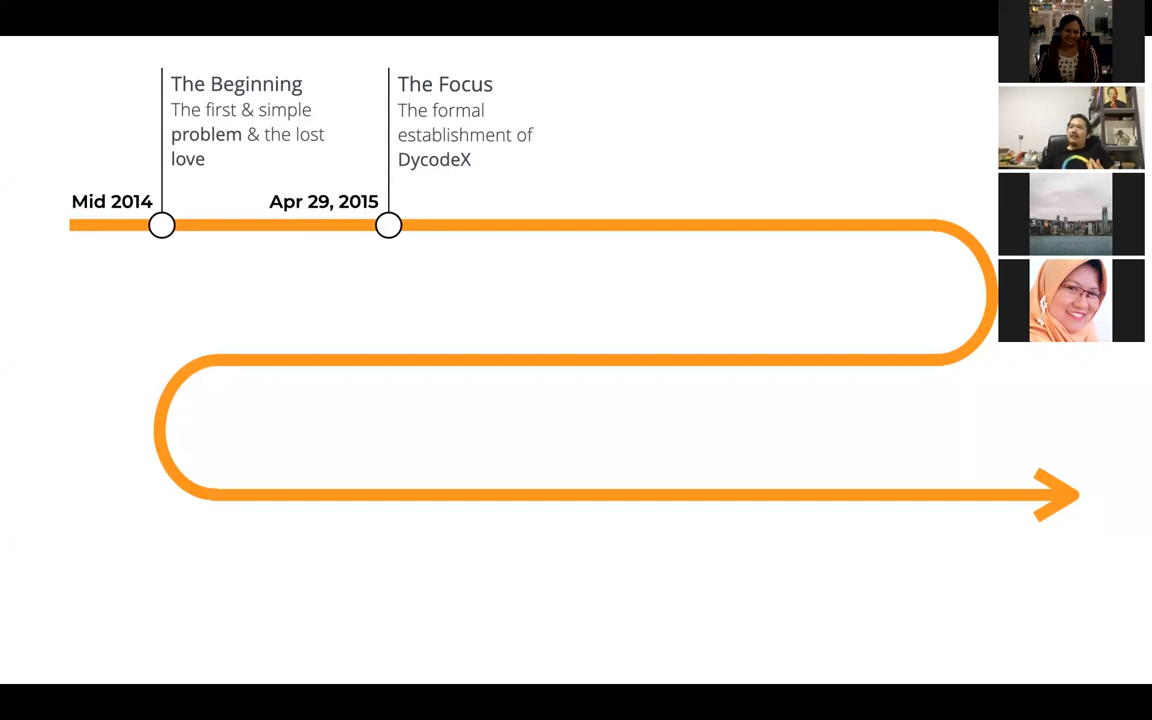 The Beginning
The first & simple
problem & the lost
love
The Focus
The formal
establishment of
DycodeX
Mid 2014
Apr 29, 2015